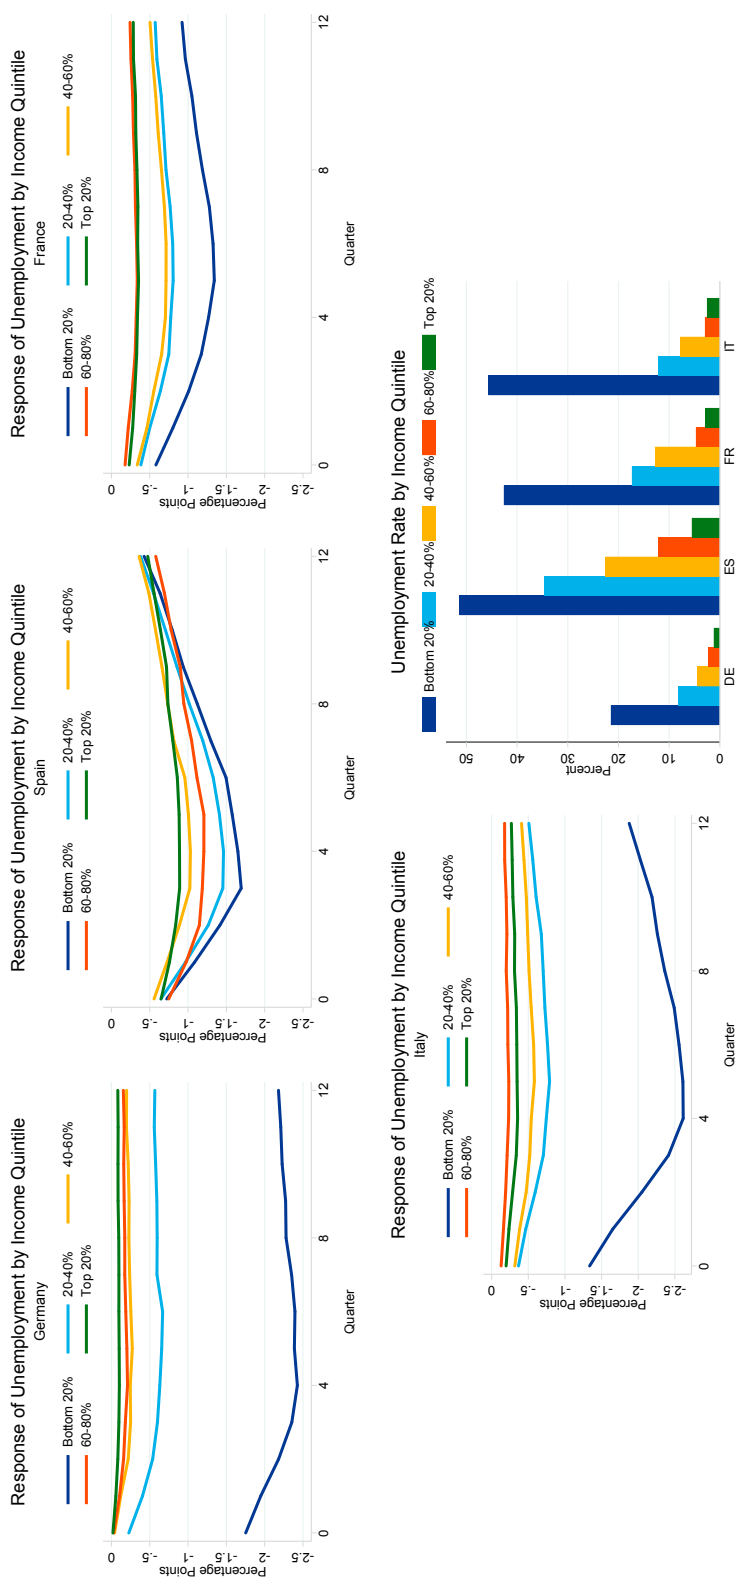 Response of Unemployment by Income Quintile
Germany
Bottom 20% 20-40% 40-60%
60-80% Top 20%
Percentage Points
0
-.5
-1
-1.5
-2
-2.5
0 4 8 12
Quarter
Response of Unemployment by Income Quintile
Spain
Bottom 20% 20-40% 40-60%
60-80% Top 20%
Percentage Points
0
-.5
-1
-1.5
-2
-2.5
0 4 8 12
Quarter
Response of Unemployment by Income Quintile
France
Bottom 20% 20-40% 40-60%
60-80% Top 20%
Percentage Points
0
-.5
-1
-1.5
-2
-2.5
0 4 8 12
Quarter
Response of Unemployment by Income Quintile
Italy
Bottom 20% 20-40% 40-60%
60-80% Top 20%
Percentage Points
0
-.5
-1
-1.5
-2
-2.5
0 4 8 12
Quarter
Unemployment Rate by Income Quintile
Bottom 20% 20-40% 40-60% 60-80% Top 20%
Percent
50
40
30
20
10
0
DE ES FR IT